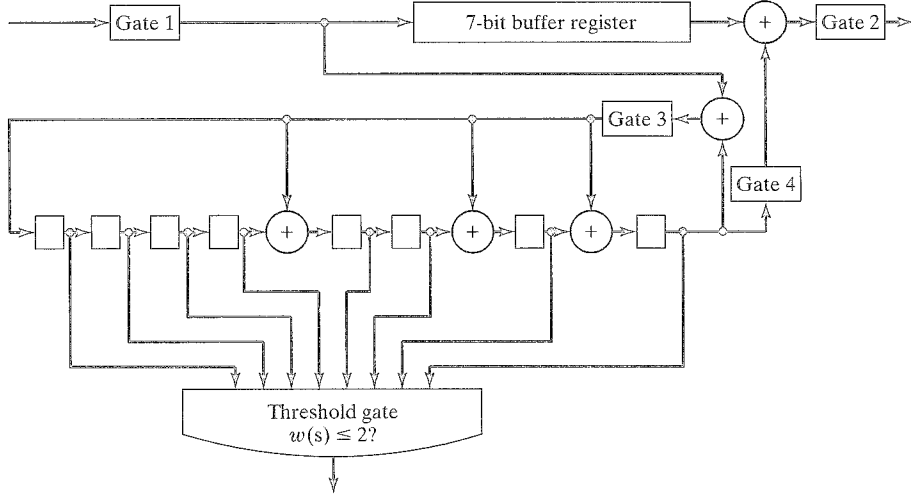 Gate 1
7-bit buffer register
+
Gate 2
Gate 3
+
Gate 4
+
+
+
Threshold gate
w(s) ≤ 2?